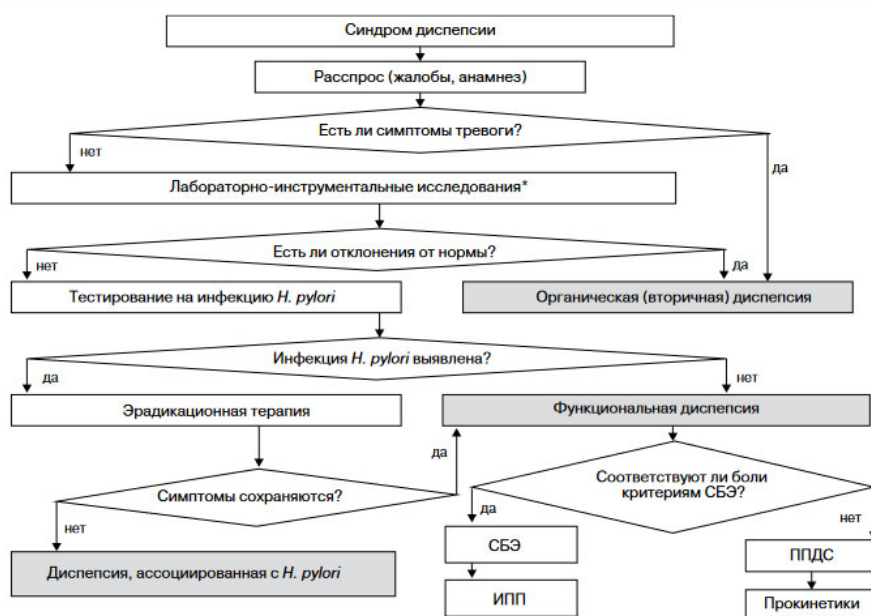 Синдром диспепсии
Расспрос (жалобы, анамнез)
Есть ли симптомы тревоги?
нет
да
Лабораторно-инструментальные исследования*
Есть ли отклонения от нормы?
нет
да
Тестирование на инфекцию H. pylori
Органическая (вторичная) диспепсия
Инфекция H. pylori выявлена?
да
нет
Эрадикационная терапия
Функциональная диспепсия
да
Симптомы сохраняются?
Соответствуют ли боли
критериям СБЭ?
нет
да
нет
Диспепсия, ассоциированная с H. pylori
СБЭ
ППДС
ИПП
Прокинетики